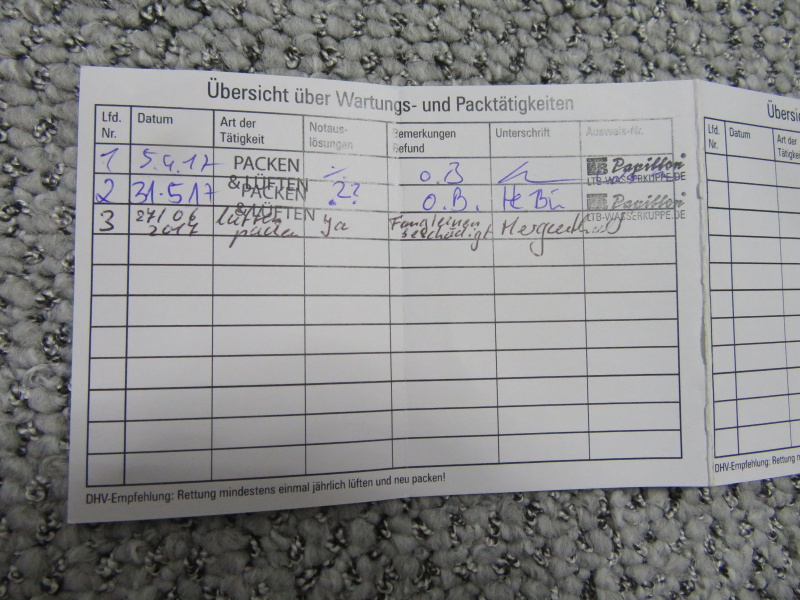 Übersicht über Wartungs- und Packtätigkeiten
Lfd. Nr. Datum Art der Tätigkeit Notaus- lösungen Bemerkungen Befund Unterschrift Ausweis-Nr.
1 5.4.17 PACKEN & LÜFTEN ./. o.B Papillon LTB-WASSERKUPPE.DE
2 31.5.17 PACKEN & LÜFTEN ?? O.B. Papillon LTB-WASSERKUPPE.DE
3 27/06 2017 lüften packen ya Fangleinen beschädigt
DHV-Empfehlung: Rettung mindestens einmal jährlich lüften und neu packen!
Übersic
Lfd. Nr. Datum Art der Tätigkeit
DHV-Empfehlung: Rettung m